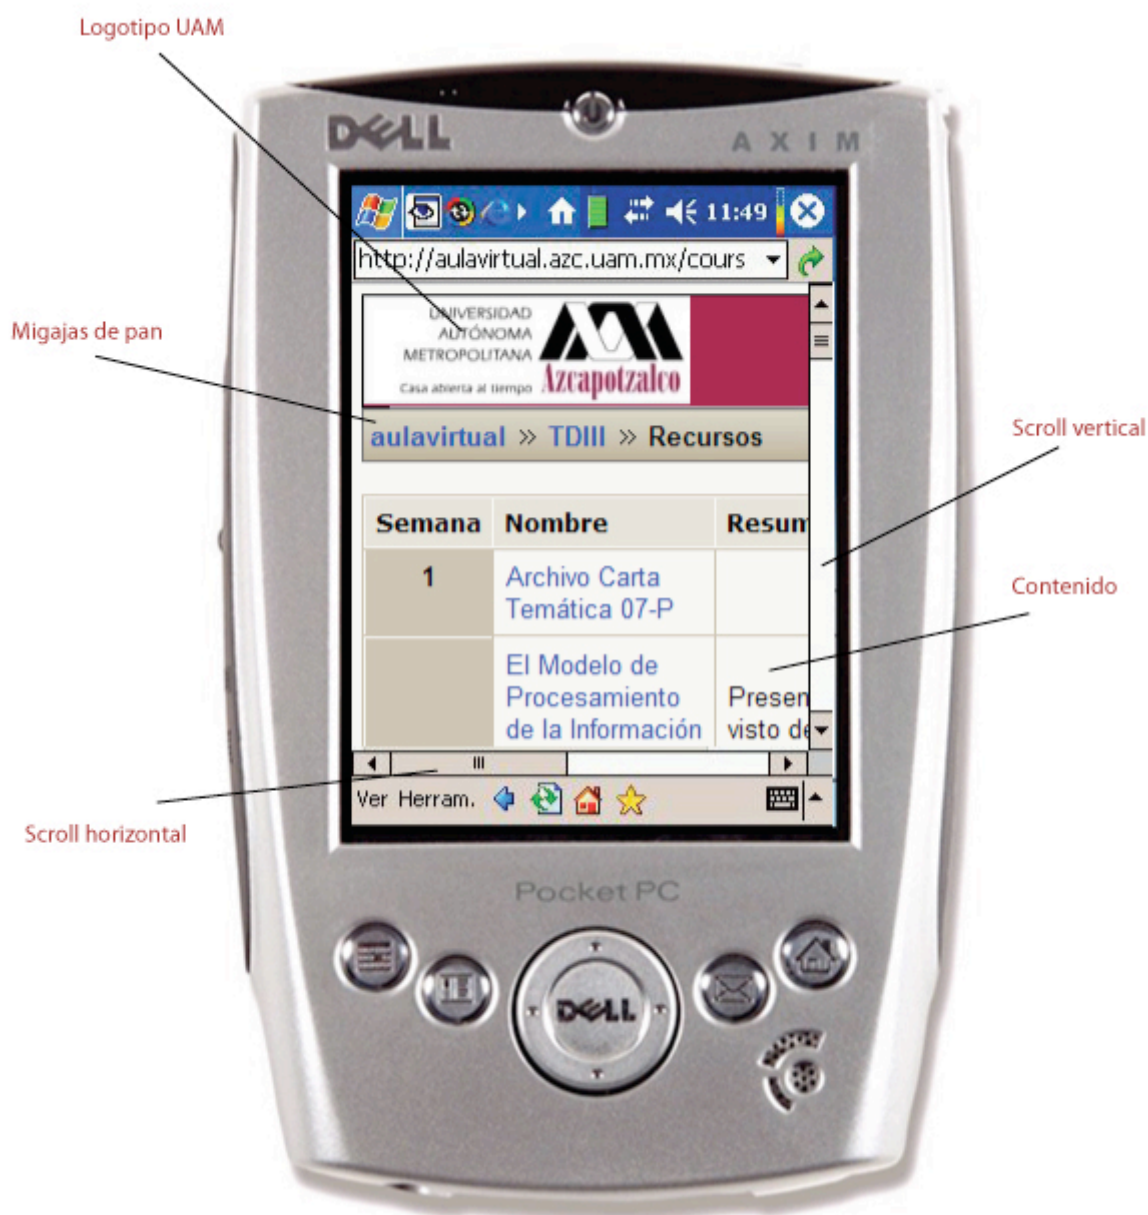 Logotipo UAM
DELL
AXIM
11:49
http://aulavirtual.azc.uam.mx/cours
UNIVERSIDAD
AUTÓNOMA
METROPOLITANA
Casa abierta al tiempo
Azcapotzalco
Migajas de pan
aulavirtual » TDIII » Recursos
Scroll vertical
Semana Nombre Resum
1 Archivo Carta
Temática 07-P
Contenido
El Modelo de
Procesamiento Presen
de la Información visto de
Ver Herram.
Scroll horizontal
Pocket PC
DELL